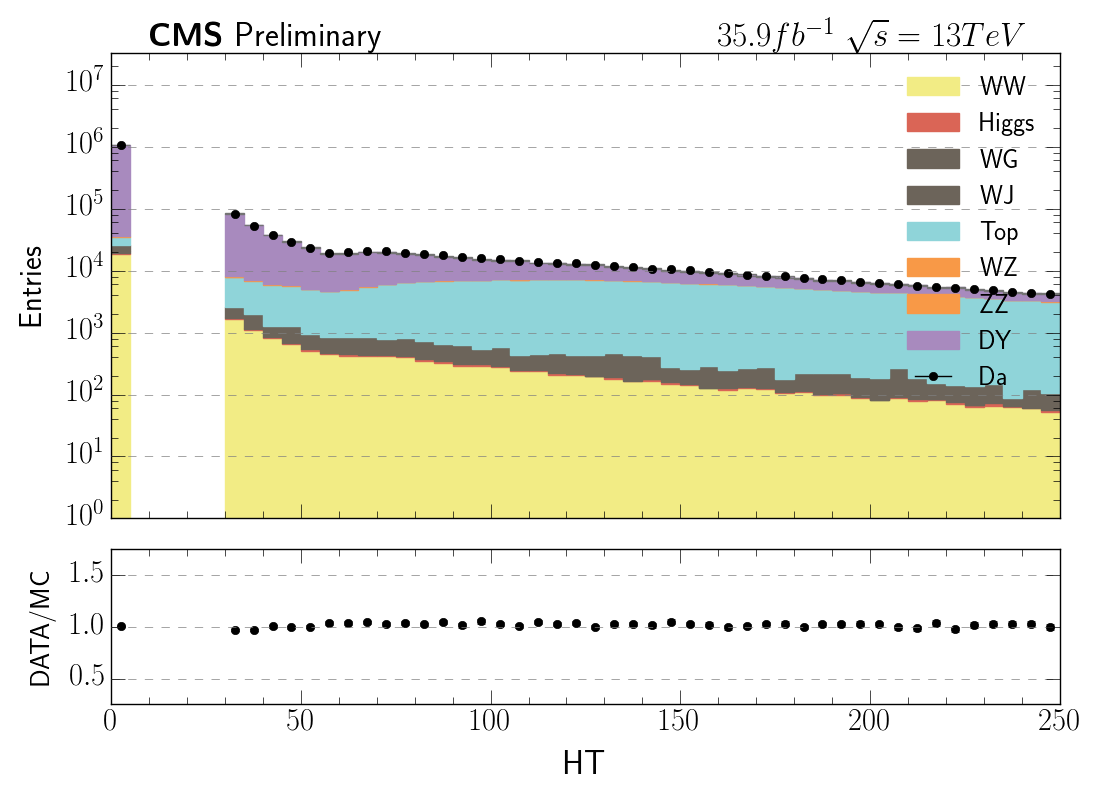 CMS Preliminary 35.9fb⁻¹ √s = 13TeV
Entries
10⁷
10⁶
10⁵
10⁴
10³
10²
10¹
10⁰
WW
Higgs
WG
WJ
Top
WZ
ZZ
DY
Da
DATA/MC
1.5
1.0
0.5
0 50 100 150 200 250
HT